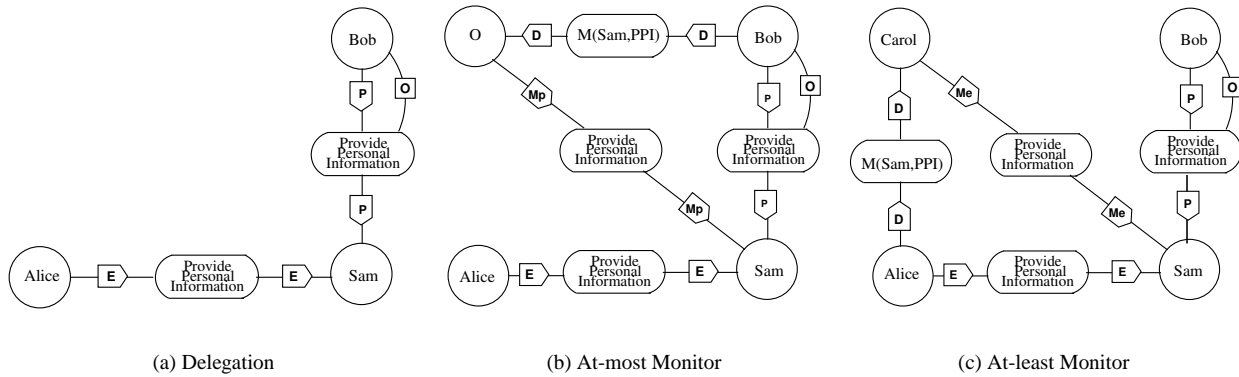 Bob
P
O
Provide
Personal
Information
P
Alice
E
Provide
Personal
Information
E
Sam
(a) Delegation
O
D
M(Sam,PPI)
D
Bob
Mp
P
O
Provide
Personal
Information
Provide
Personal
Information
Mp
P
Alice
E
Provide
Personal
Information
E
Sam
(b) At-most Monitor
Carol
Bob
Me
P
O
D
M(Sam,PPI)
Provide
Personal
Information
Provide
Personal
Information
D
Me
P
Alice
E
Provide
Personal
Information
E
Sam
(c) At-least Monitor